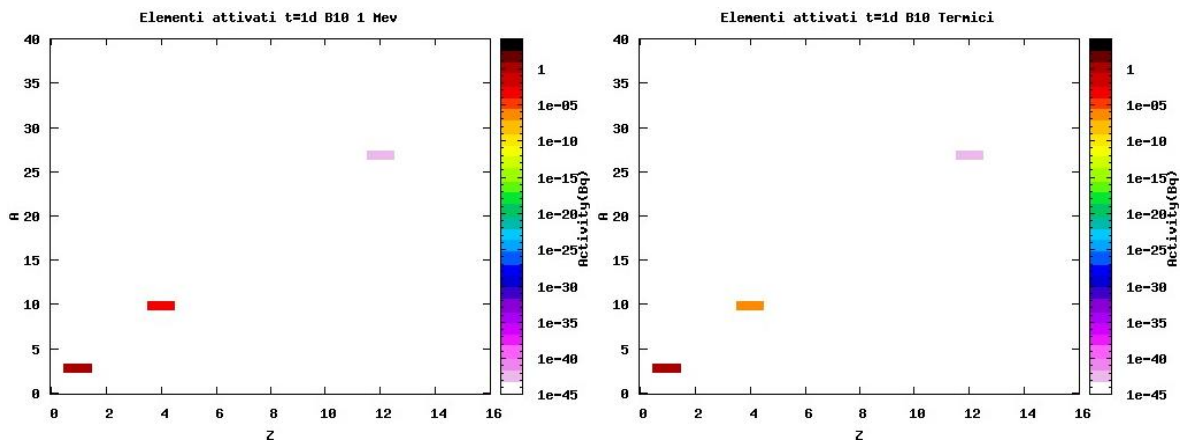 Elementi attivati t=1d B10 1 Mev
40
35
30
25
20
15
10
5
0
A
0 2 4 6 8 10 12 14 16
Z
1
1e-05
1e-10
1e-15
1e-20
1e-25
1e-30
1e-35
1e-40
1e-45
Activity(Bq)
Elementi attivati t=1d B10 Termici
40
35
30
25
20
15
10
5
0
A
0 2 4 6 8 10 12 14 16
Z
1
1e-05
1e-10
1e-15
1e-20
1e-25
1e-30
1e-35
1e-40
1e-45
Activity(Bq)